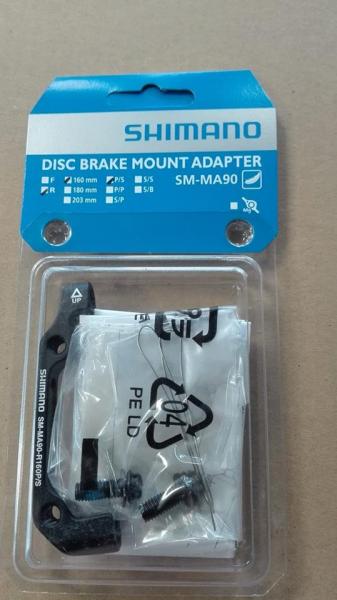 SHIMANO
DISC BRAKE MOUNT ADAPTER
SM-MA90
F 160 mm P/S S/S
R 180 mm P/P S/B
203 mm S/P
Mg
UP
SHIMANO
SM-MA90-R160P/S
04
PE LD